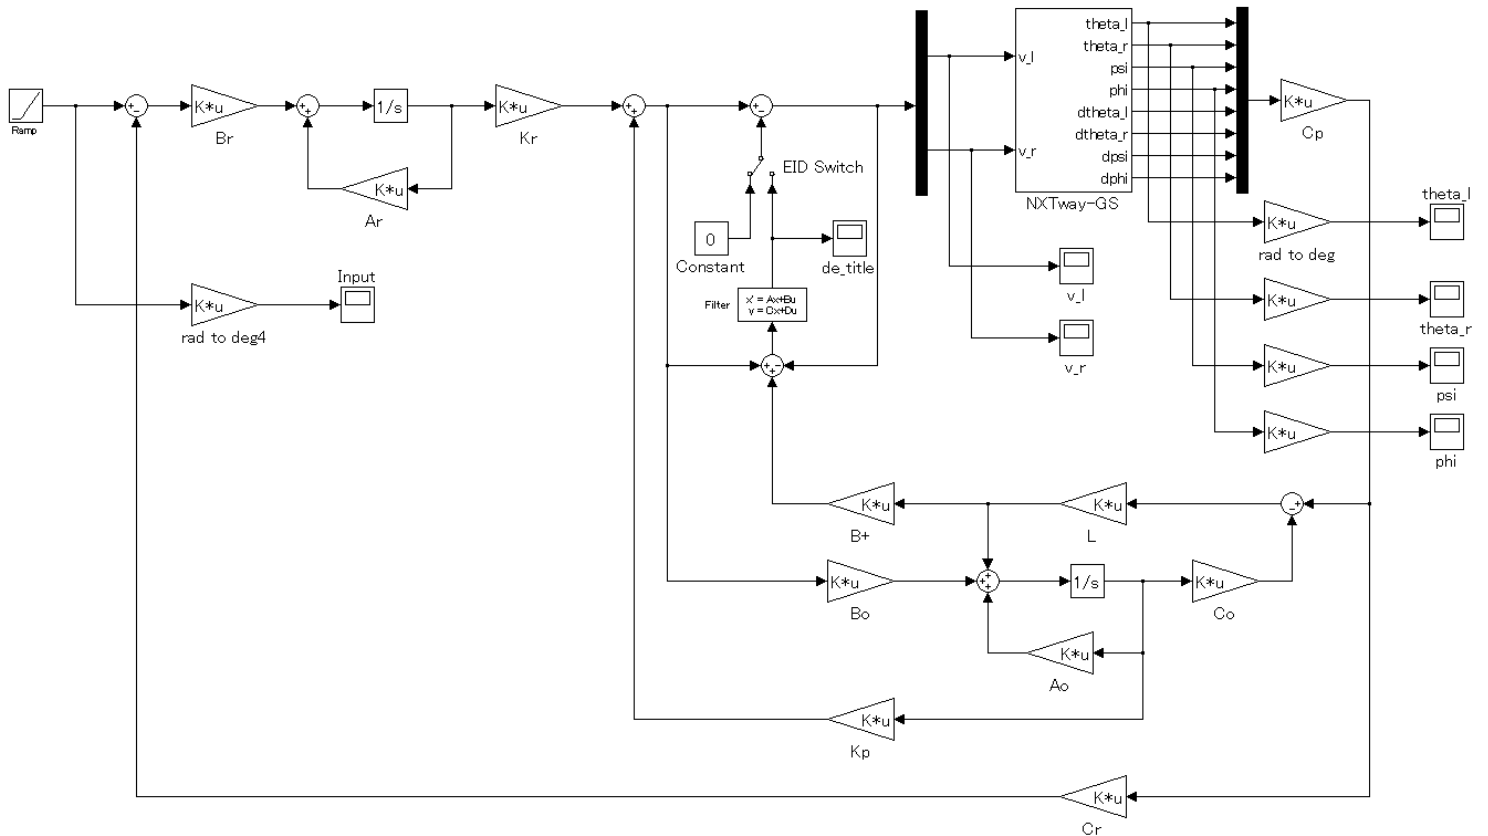 Ramp
K*u
Br
1/s
K*u
Ar
K*u
Kr
K*u
rad to deg4
Input
EID Switch
0
Constant
de_title
Filter
x' = Ax+Bu
y = Cx+Du
v_l
v_r
theta_l
theta_r
psi
phi
dtheta_l
dtheta_r
dpsi
dphi
NXTway-GS
v_l
v_r
K*u
Cp
K*u
rad to deg
theta_l
K*u
theta_r
K*u
psi
K*u
phi
K*u
B+
K*u
L
K*u
Bo
1/s
K*u
Co
K*u
Ao
K*u
Kp
K*u
Cr